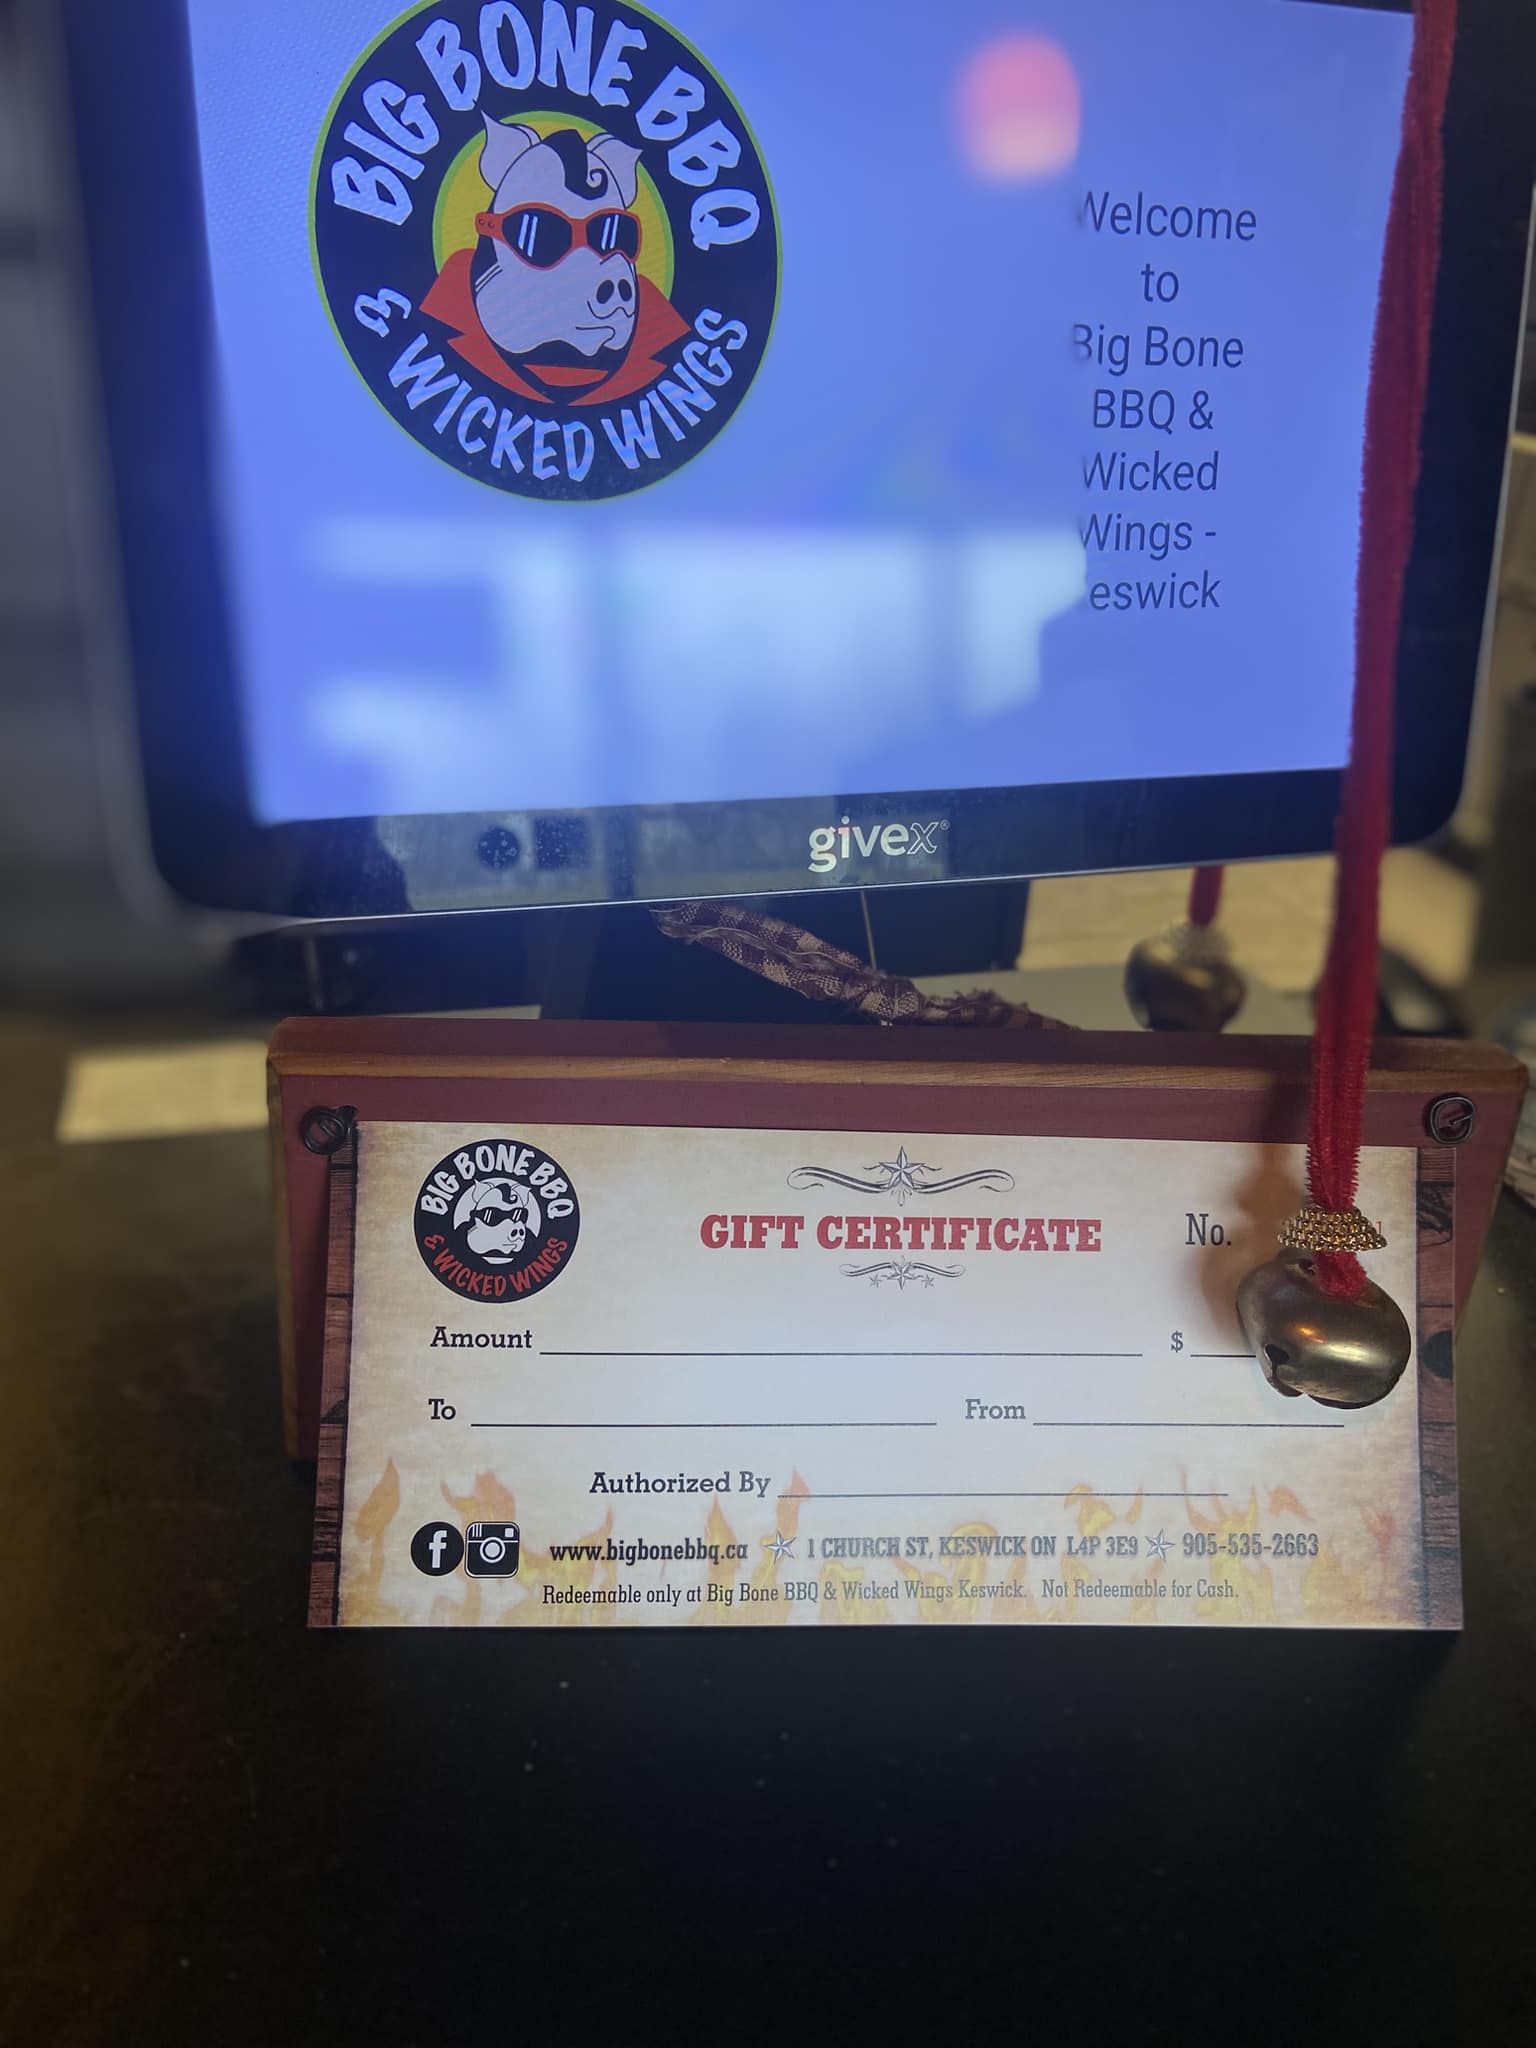 BIG BONE BBQ
& WICKED WINGS
Welcome
to
Big Bone
BBQ &
Wicked
Wings -
eswick
givex®
BIG BONE BBQ
& WICKED WINGS
GIFT CERTIFICATE
No.
Amount
$
To
From
Authorized By
www.bigbonebbq.ca 1 CHURCH ST, KESWICK ON L4P 3E9 905-535-2663
Redeemable only at Big Bone BBQ & Wicked Wings Keswick. Not Redeemable for Cash.